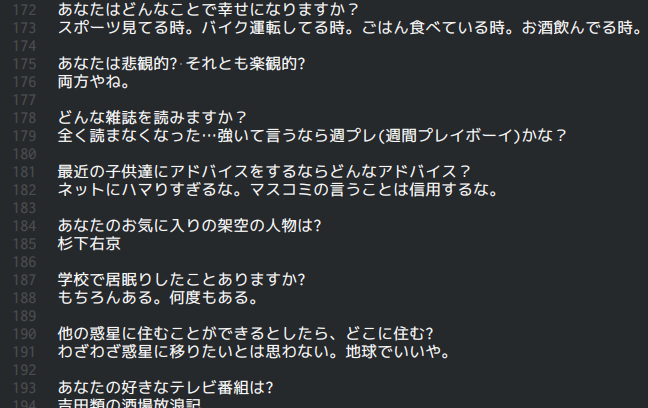 172 あなたはどんなことで幸せになりますか？
173 スポーツ見てる時。バイク運転してる時。ごはん食べている時。お酒飲んでる時。
174
175 あなたは悲観的? それとも楽観的?
176 両方やね。
177
178 どんな雑誌を読みますか？
179 全く読まなくなった…強いて言うなら週プレ(週間プレイボーイ)かな？
180
181 最近の子供達にアドバイスをするならどんなアドバイス？
182 ネットにハマりすぎるな。マスコミの言うことは信用するな。
183
184 あなたのお気に入りの架空の人物は?
185 杉下右京
186
187 学校で居眠りしたことありますか?
188 もちろんある。何度もある。
189
190 他の惑星に住むことができるとしたら、どこに住む?
191 わざわざ惑星に移りたいとは思わない。地球でいいや。
192
193 あなたの好きなテレビ番組は?
194 吉田類の酒場放浪記